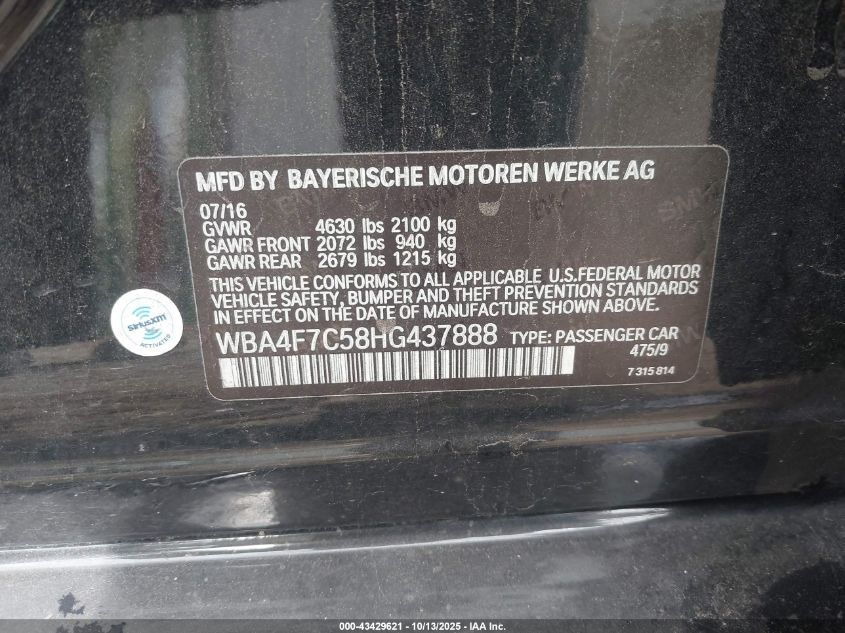 MFD BY BAYERISCHE MOTOREN WERKE AG
07/16
GVWR 4630 lbs 2100 kg
GAWR FRONT 2072 lbs 940 kg
GAWR REAR 2679 lbs 1215 kg
THIS VEHICLE CONFORMS TO ALL APPLICABLE U.S.FEDERAL MOTOR
VEHICLE SAFETY, BUMPER AND THEFT PREVENTION STANDARDS
IN EFFECT ON THE DATE OF MANUFACTURE SHOWN ABOVE.
WBA4F7C58HG437888 TYPE: PASSENGER CAR
475/9
7 315 814
SiriusXM
ACTIVATED
000-43429621 - 10/13/2025 - IAA Inc.